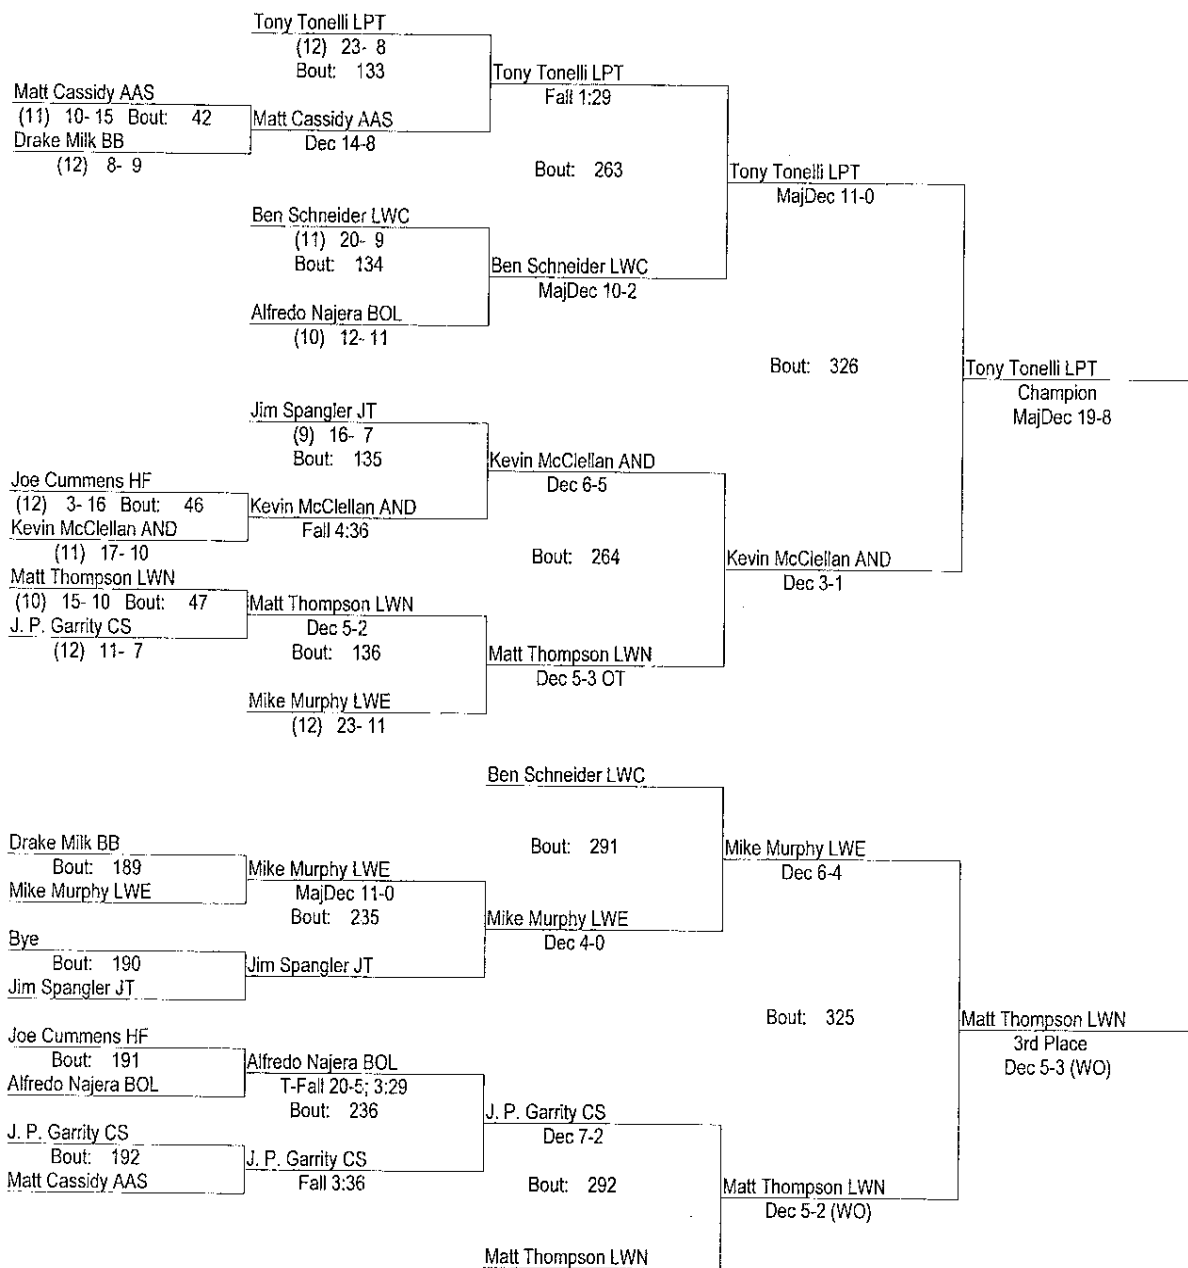 Tony Tonelli LPT
(12) 23- 8
Bout: 133
Tony Tonelli LPT
Fall 1:29
Matt Cassidy AAS
(11) 10- 15 Bout: 42
Matt Cassidy AAS
Drake Milk BB
Dec 14-8
(12) 8- 9
Bout: 263
Tony Tonelli LPT
MajDec 11-0
Ben Schneider LWC
(11) 20- 9
Bout: 134
Ben Schneider LWC
MajDec 10-2
Alfredo Najera BOL
(10) 12- 11
Bout: 326
Tony Tonelli LPT
Champion
MajDec 19-8
Jim Spangler JT
(9) 16- 7
Bout: 135
Kevin McClellan AND
Dec 6-5
Joe Cummens HF
(12) 3- 16 Bout: 46
Kevin McClellan AND
Kevin McClellan AND
Fall 4:36
(11) 17- 10
Bout: 264
Kevin McClellan AND
Dec 3-1
Matt Thompson LWN
(10) 15- 10 Bout: 47
Matt Thompson LWN
J. P. Garrity CS
Dec 5-2
(12) 11- 7
Bout: 136
Matt Thompson LWN
Dec 5-3 OT
Mike Murphy LWE
(12) 23- 11
Ben Schneider LWC
Drake Milk BB
Bout: 291
Mike Murphy LWE
Dec 6-4
Bout: 189
Mike Murphy LWE
Mike Murphy LWE
MajDec 11-0
Bout: 235
Mike Murphy LWE
Dec 4-0
Bye
Bout: 190
Jim Spangler JT
Jim Spangler JT
Bout: 325
Matt Thompson LWN
3rd Place
Dec 5-3 (WO)
Joe Cummens HF
Bout: 191
Alfredo Najera BOL
Alfredo Najera BOL
T-Fall 20-5; 3:29
Bout: 236
J. P. Garrity CS
Dec 7-2
J. P. Garrity CS
Bout: 192
J. P. Garrity CS
Matt Cassidy AAS
Fall 3:36
Bout: 292
Matt Thompson LWN
Dec 5-2 (WO)
Matt Thompson LWN